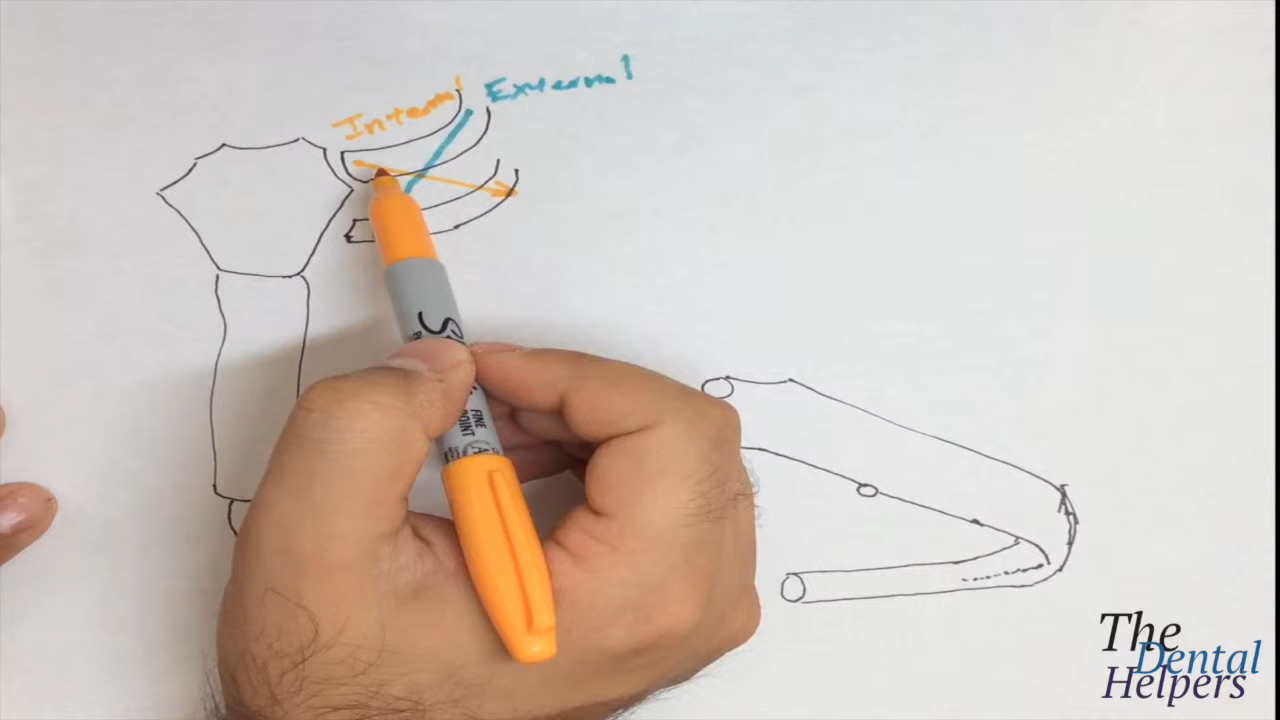 Internal
External
FINE
POINT
The
Dental
Helpers